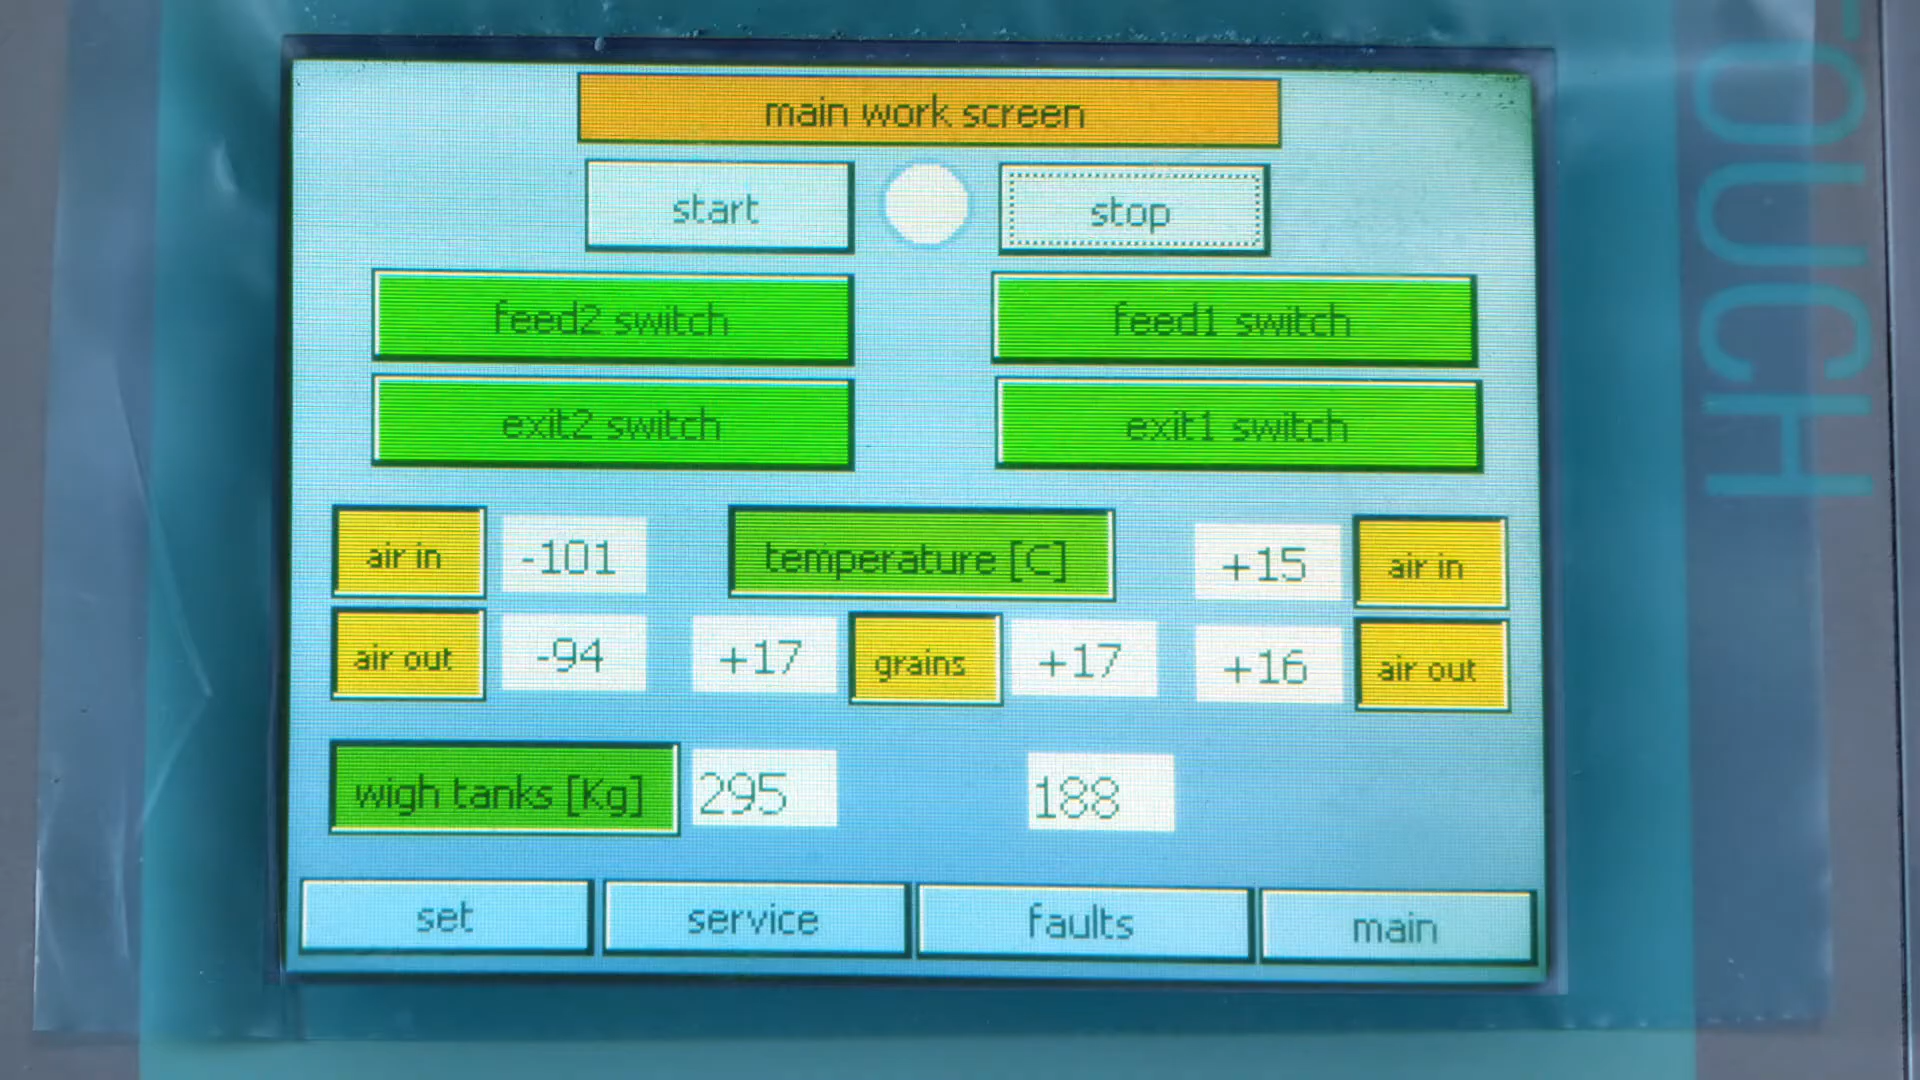 main work screen
start stop
feed2 switch feed1 switch
exit2 switch exit1 switch
air in -101 temperature [C] +15 air in
air out -94 +17 grains +17 +16 air out
wigh tanks [Kg] 295 188
set service faults main
TOUCH